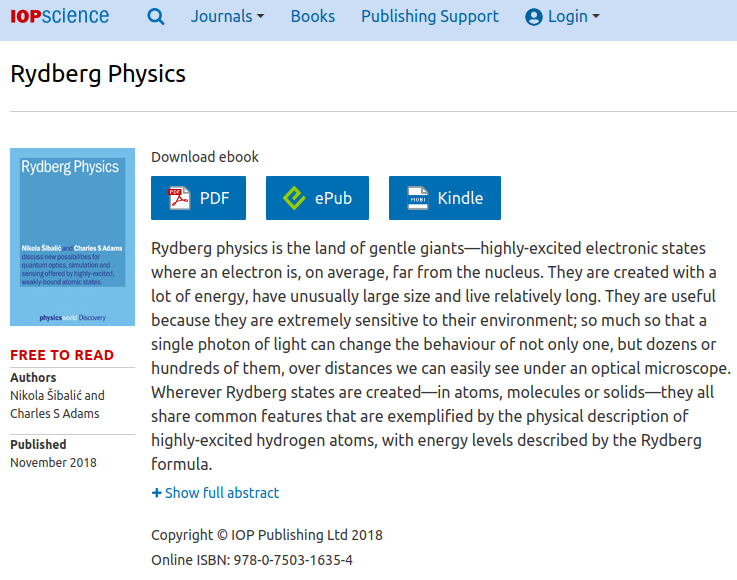 IOPscience Journals Books Publishing Support Login
Rydberg Physics
Rydberg Physics
Nikola Šibalić and Charles S Adams
discuss new possibilities for
quantum optics, simulation and
sensing offered by highly-excited,
weakly-bound atomic states.
physicsworld Discovery
FREE TO READ
Authors
Nikola Šibalić and
Charles S Adams
Published
November 2018
Download ebook
PDF PDF ePub MOBI Kindle
Rydberg physics is the land of gentle giants—highly-excited electronic states
where an electron is, on average, far from the nucleus. They are created with a
lot of energy, have unusually large size and live relatively long. They are useful
because they are extremely sensitive to their environment; so much so that a
single photon of light can change the behaviour of not only one, but dozens or
hundreds of them, over distances we can easily see under an optical microscope.
Wherever Rydberg states are created—in atoms, molecules or solids—they all
share common features that are exemplified by the physical description of
highly-excited hydrogen atoms, with energy levels described by the Rydberg
formula.
+ Show full abstract
Copyright © IOP Publishing Ltd 2018
Online ISBN: 978-0-7503-1635-4